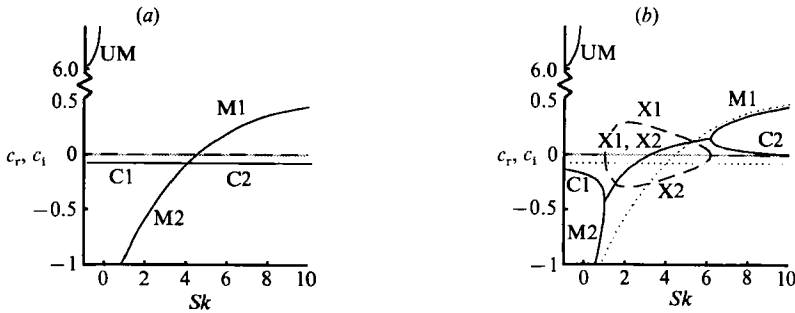 (a)
UM
6.0
0.5
M1
c_r, c_i
0
C1
C2
−0.5
M2
−1
0
2
4
6
8
10
Sk
(b)
UM
6.0
0.5
X1
M1
X1, X2
c_r, c_i
0
C2
C1
X2
−0.5
M2
−1
0
2
4
6
8
10
Sk